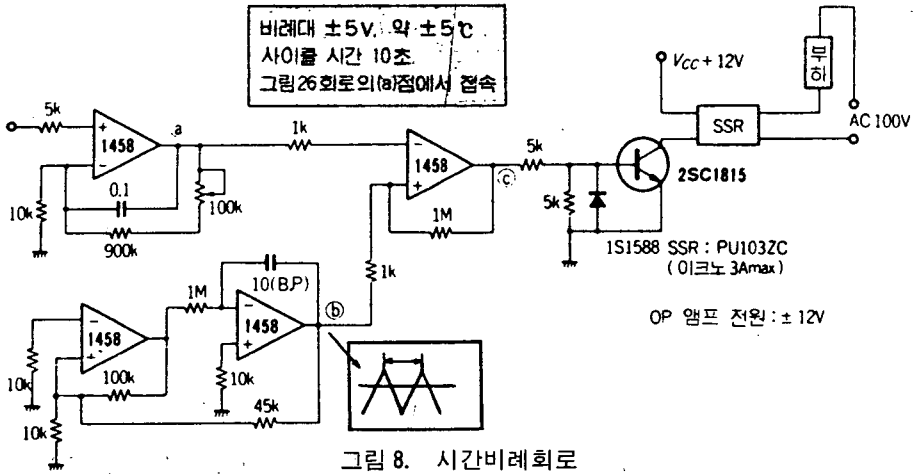 비례대 ±5V. 약 ±5℃
사이클 시간 10초.
그림26회로의(a)점에서 접속
5k
+
1458
-
a
10k
0.1
100k
900k
1k
-
1458
+
1M
ⓒ
5k
5k
1S1588
2SC1815
VCC + 12V
SSR
부하
AC 100V
SSR : PU103ZC
(이크노 3Amax)
OP 앰프 전원 : ± 12V
1k
10(B.P)
1M
-
1458
+
10k
ⓑ
-
1458
+
10k
100k
10k
45k
그림 8. 시간비례회로